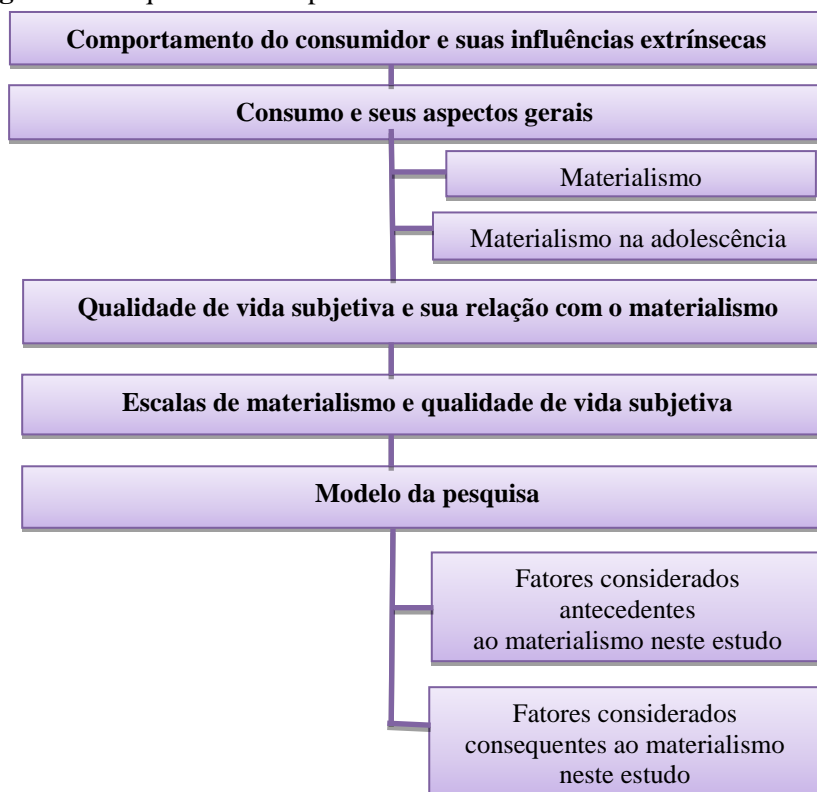 Comportamento do consumidor e suas influências extrínsecas
Consumo e seus aspectos gerais
Materialismo
Materialismo na adolescência
Qualidade de vida subjetiva e sua relação com o materialismo
Escalas de materialismo e qualidade de vida subjetiva
Modelo da pesquisa
Fatores considerados
antecedentes
ao materialismo neste estudo
Fatores considerados
consequentes ao materialismo
neste estudo